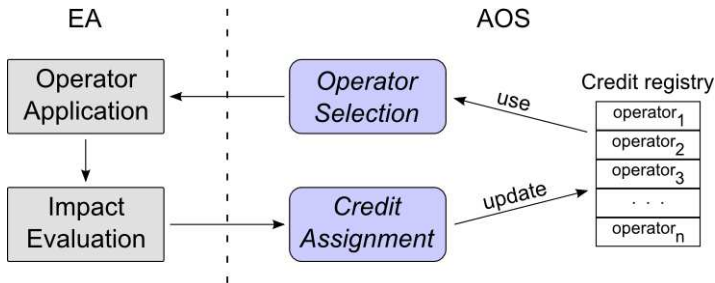 EA
AOS
Operator
Application
Operator
Selection
use
Credit registry
operator1
operator2
operator3
. . .
operatorn
Impact
Evaluation
Credit
Assignment
update